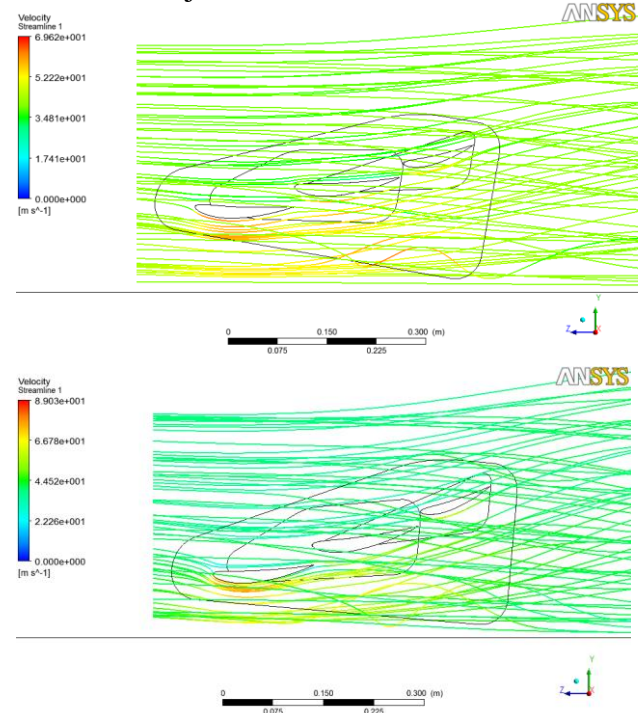 ANSYS
Velocity
Streamline 1
6.962e+001
5.222e+001
3.481e+001
1.741e+001
0.000e+000
[m s^-1]
Y
Z
X
0 0.150 0.300 (m)
0.075 0.225
ANSYS
Velocity
Streamline 1
8.903e+001
6.678e+001
4.452e+001
2.226e+001
0.000e+000
[m s^-1]
Y
Z
X
0 0.150 0.300 (m)
0.075 0.225